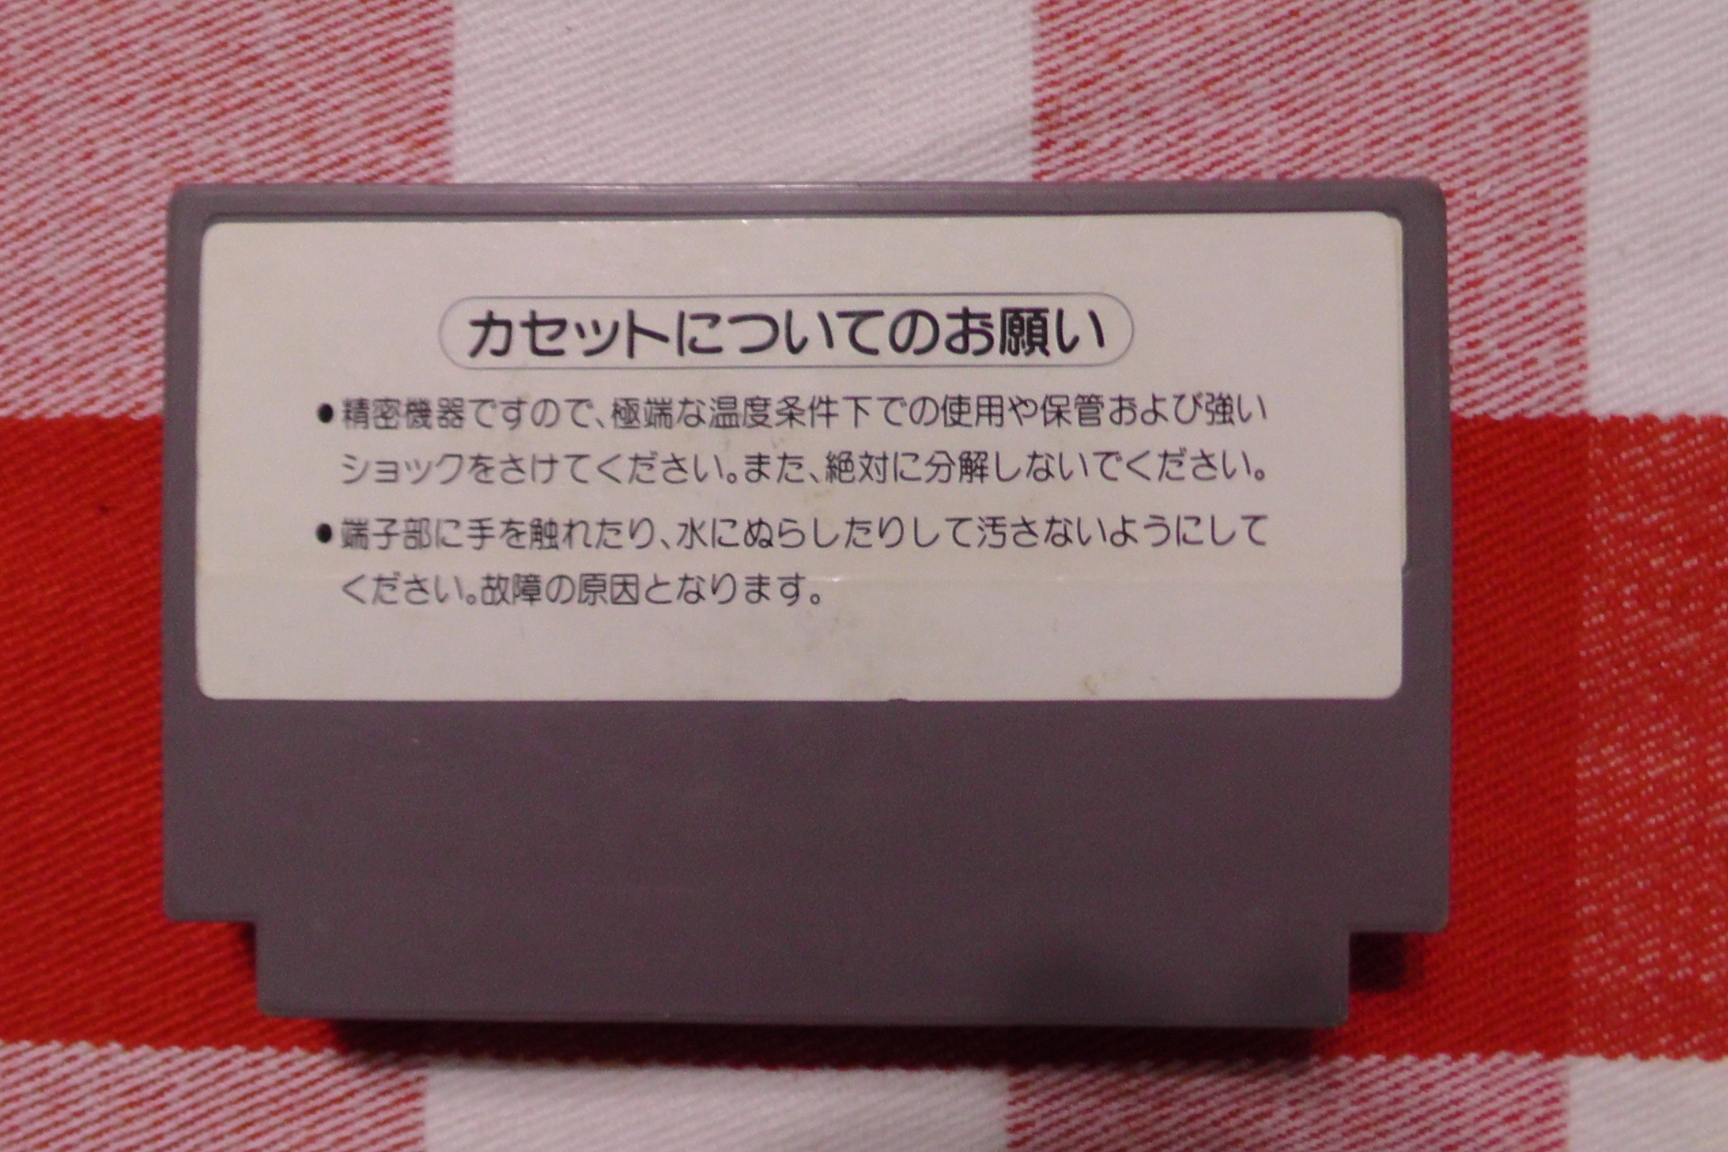 カセットについてのお願い
●精密機器ですので、極端な温度条件下での使用や保管および強い
ショックをさけてください。また、絶対に分解しないでください。
●端子部に手を触れたり、水にぬらしたりして汚さないようにして
ください。故障の原因となります。